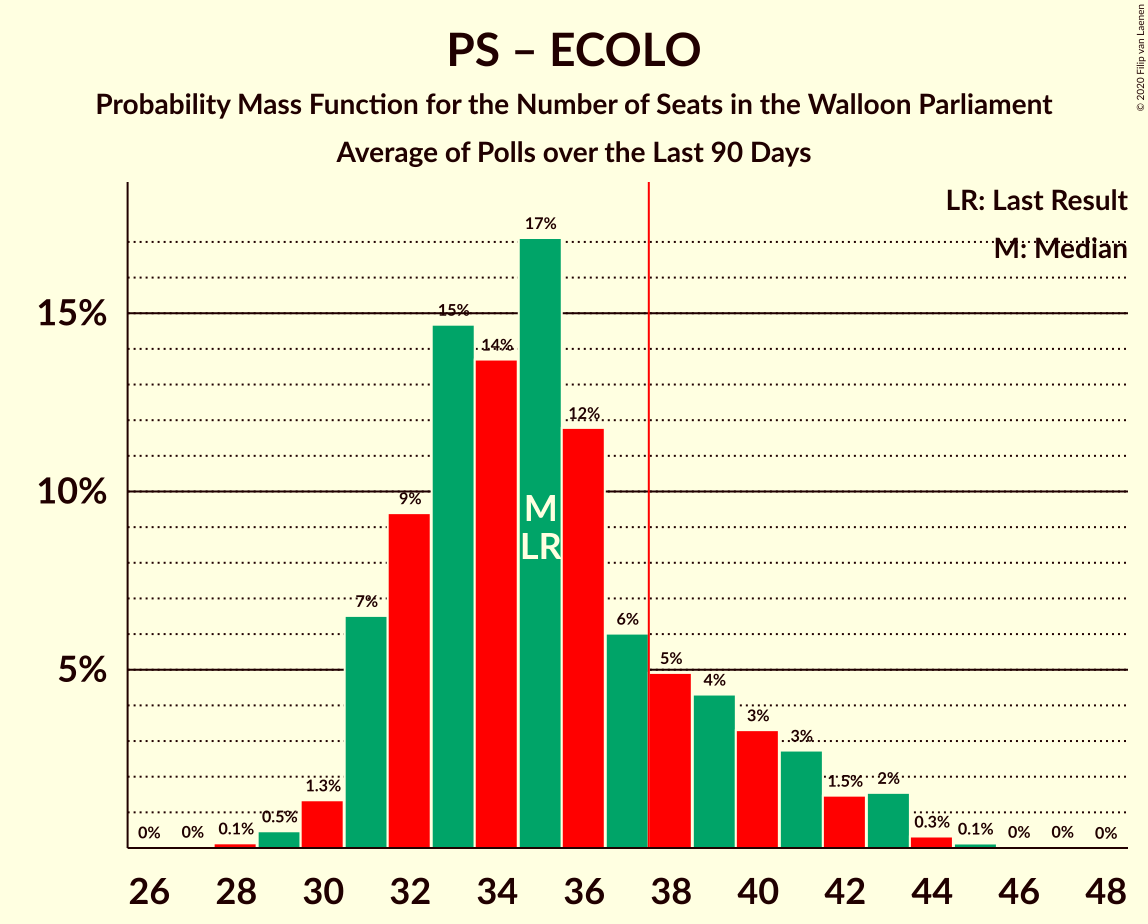 PS – ECOLO
Probability Mass Function for the Number of Seats in the Walloon Parliament
Average of Polls over the Last 90 Days
© 2020 Filip van Laenen
LR: Last Result
M: Median
15%
10%
5%
0%
0%
0.1%
0.5%
1.3%
7%
9%
15%
14%
17%
12%
6%
5%
4%
3%
3%
1.5%
2%
0.3%
0.1%
0%
0%
0%
M
LR
26 28 30 32 34 36 38 40 42 44 46 48